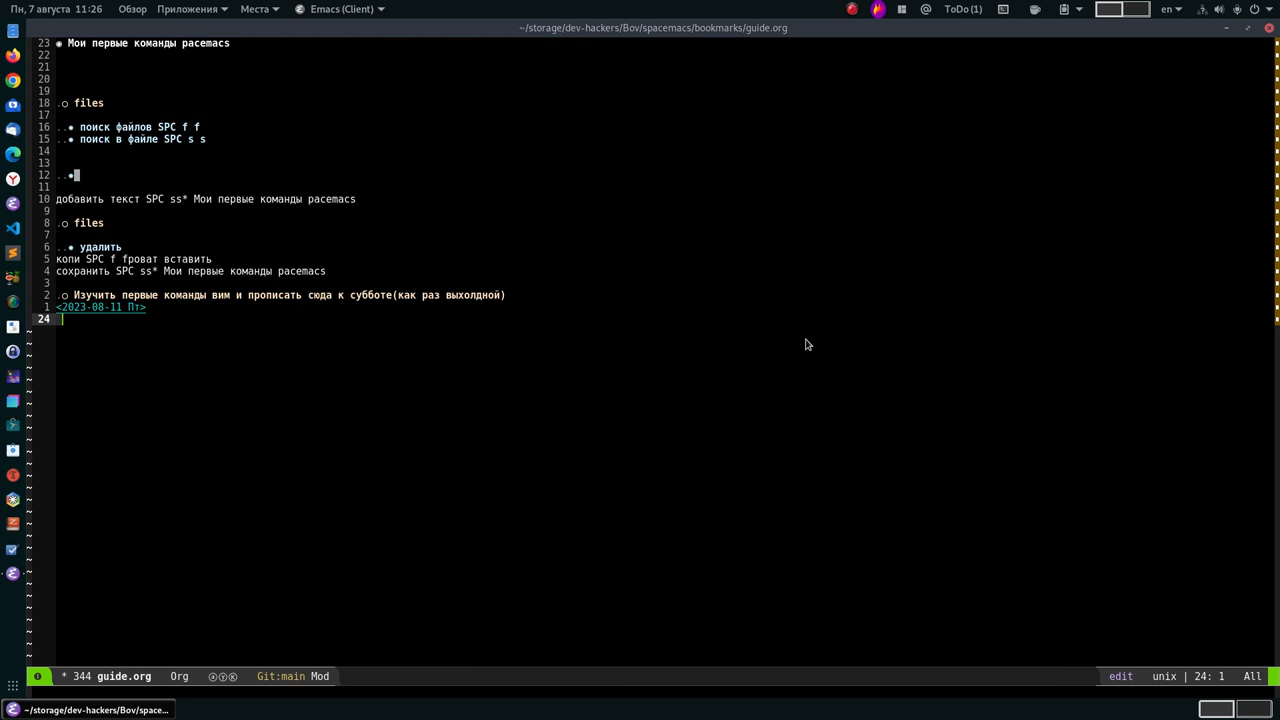 Пн, 7 августа 11:26 Обзор Приложения Места Emacs (Client) ToDo (1) en
~/storage/dev-hackers/Bov/spacemacs/bookmarks/guide.org
23 ◉ Мои первые команды pacemacs
22
21
20
19
18 .○ files
17
16 ..● поиск файлов SPC f f
15 ..● поиск в файле SPC s s
14
13
12 ..●
11
10 добавить текст SPC ss* Мои первые команды pacemacs
9
8 .○ files
7
6 ..● удалить
5 копи SPC f fроват вставить
4 сохранить SPC ss* Мои первые команды pacemacs
3
2 .○ Изучить первые команды вим и прописать сюда к субботе(как раз выхолдной)
1 <2023-08-11 Пт>
24
* 344 guide.org Org ⓐⓎⓀ Git:main Mod edit unix | 24: 1 All
~/storage/dev-hackers/Bov/space...